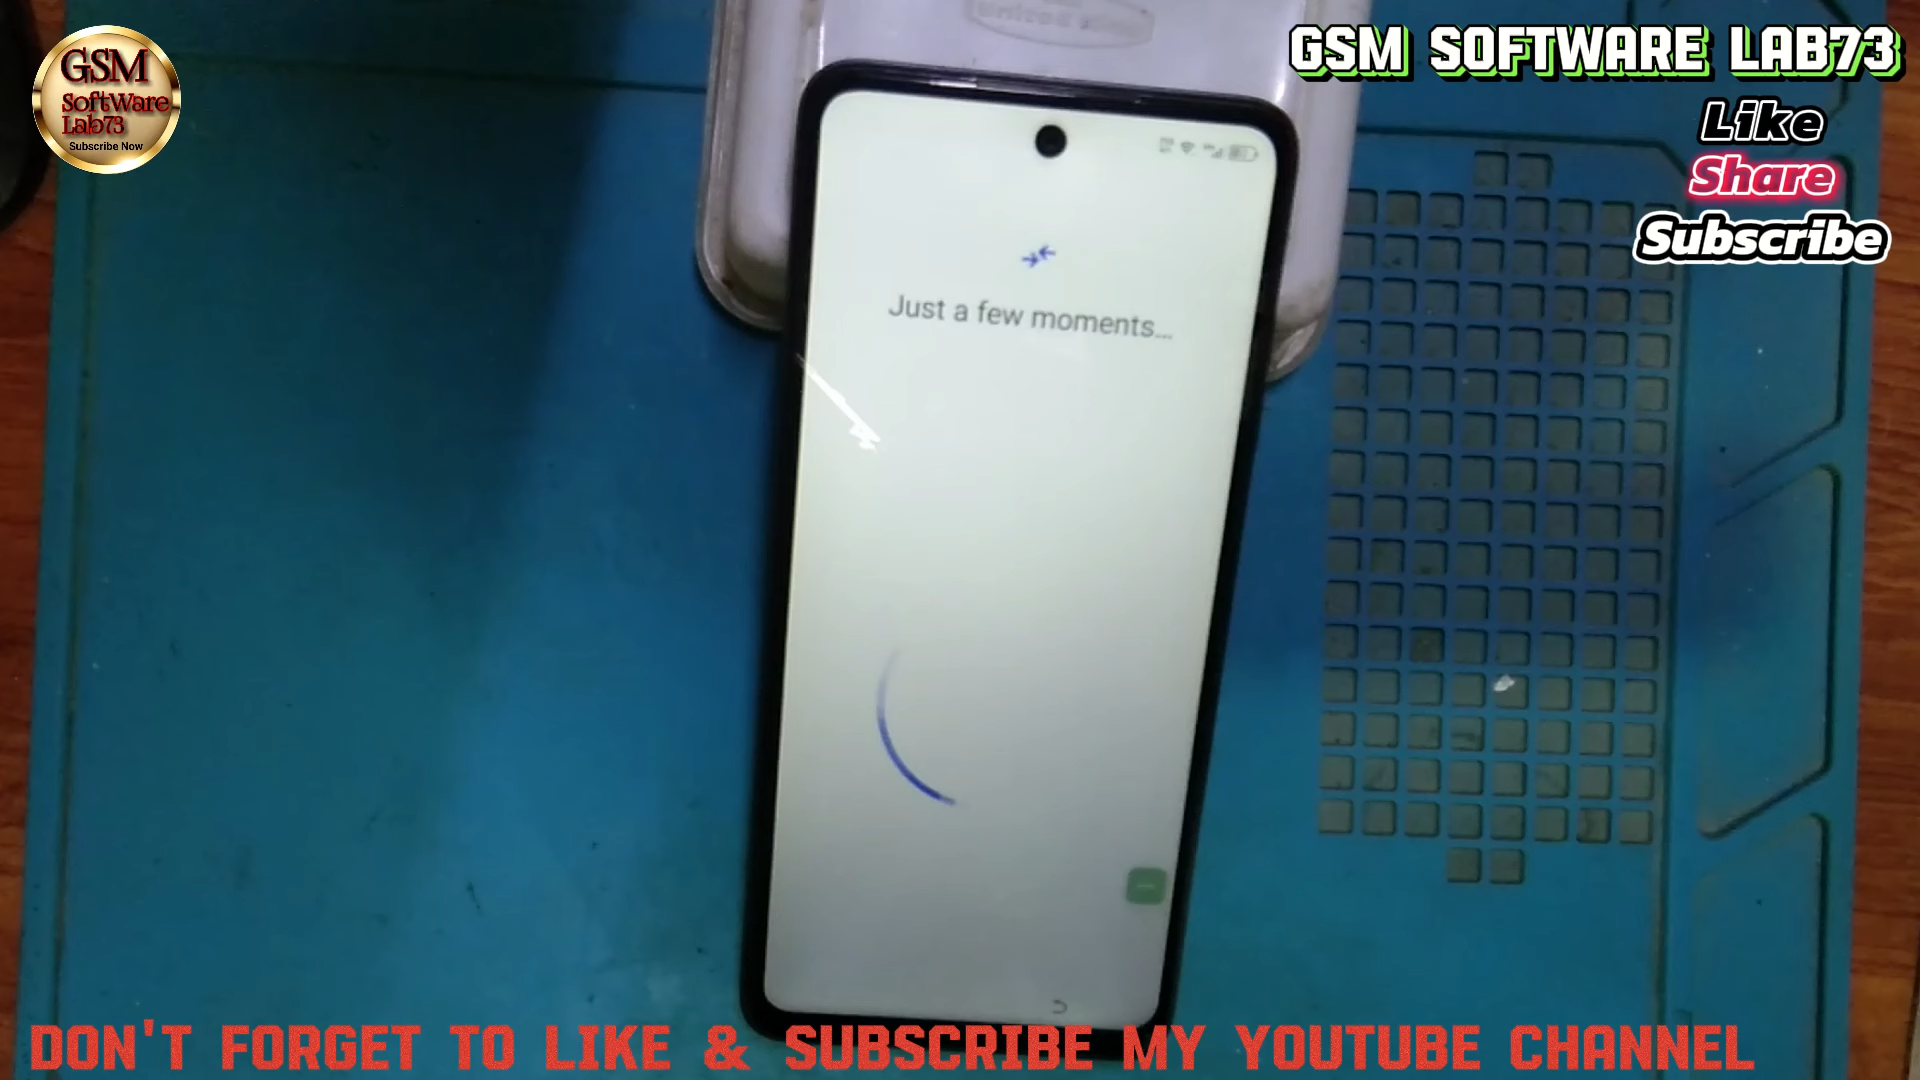 GSM
SoftWare
Lab73
Subscribe Now
GSM SOFTWARE LAB73
Like
Share
Subscribe
Just a few moments...
DON'T FORGET TO LIKE & SUBSCRIBE MY YOUTUBE CHANNEL